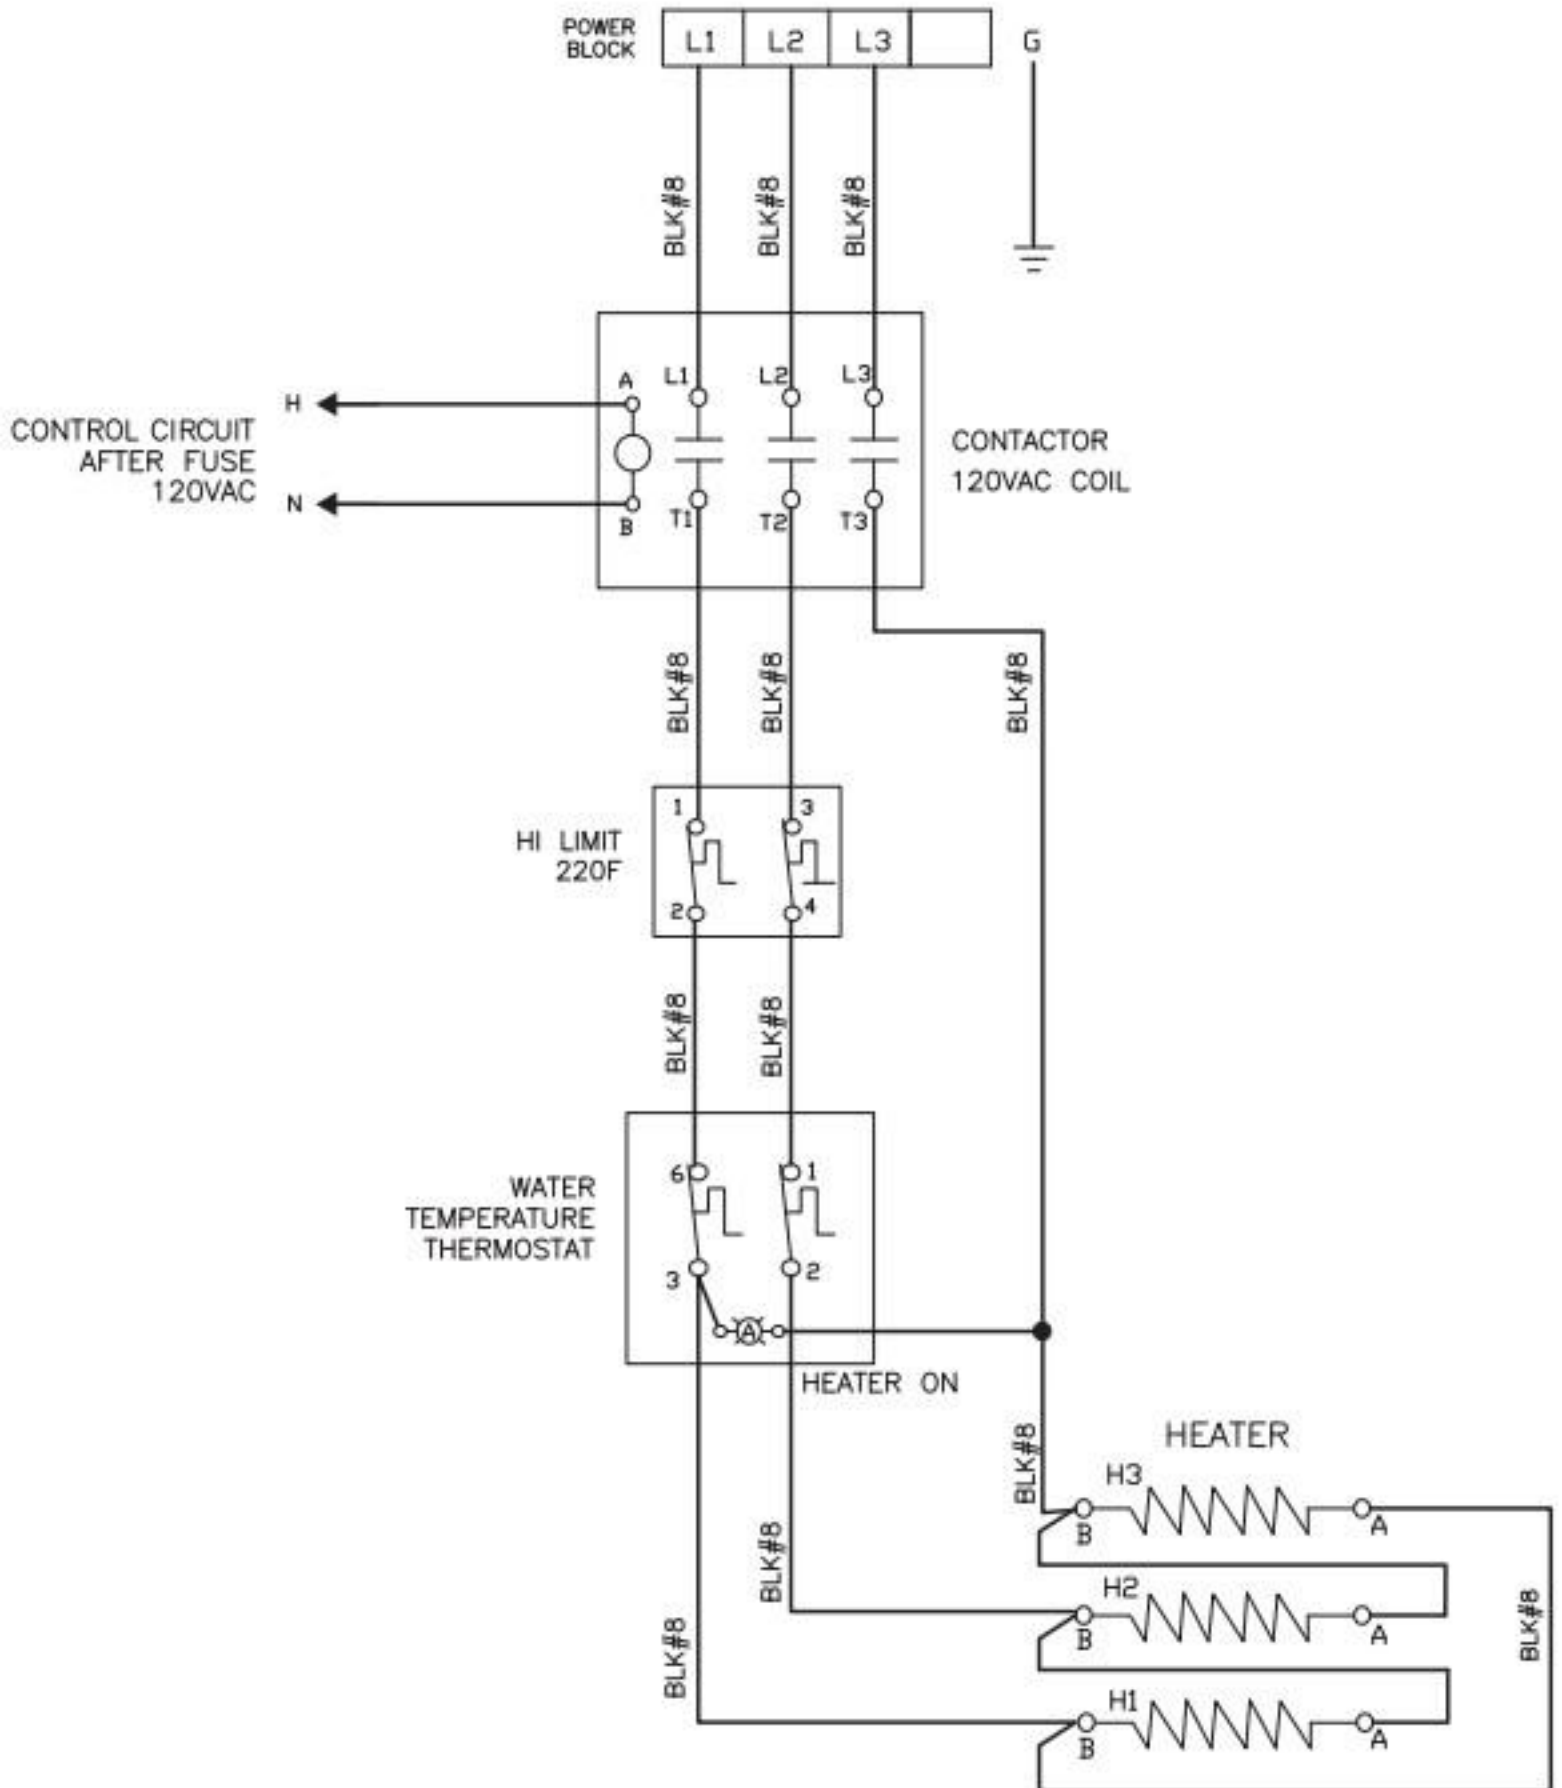 POWER
BLOCK
L1
L2
L3
G
BLK#8
BLK#8
BLK#8
A
L1
L2
L3
H
CONTROL CIRCUIT
AFTER FUSE
120VAC
N
CONTACTOR
120VAC COIL
B
T1
T2
T3
BLK#8
BLK#8
BLK#8
1
3
HI LIMIT
220F
2
4
BLK#8
BLK#8
6
1
WATER
TEMPERATURE
THERMOSTAT
3
2
A
HEATER ON
HEATER
BLK#8
H3
B
A
BLK#8
H2
B
A
BLK#8
BLK#8
H1
B
A